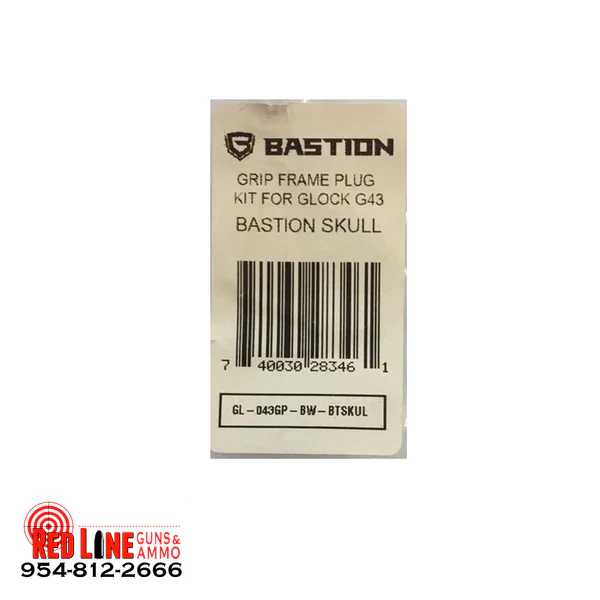 BASTION
GRIP FRAME PLUG
KIT FOR GLOCK G43
BASTION SKULL
7 40030 28346 1
GL-043GP-BW-BTSKUL
RED LINE GUNS & AMMO
954-812-2666